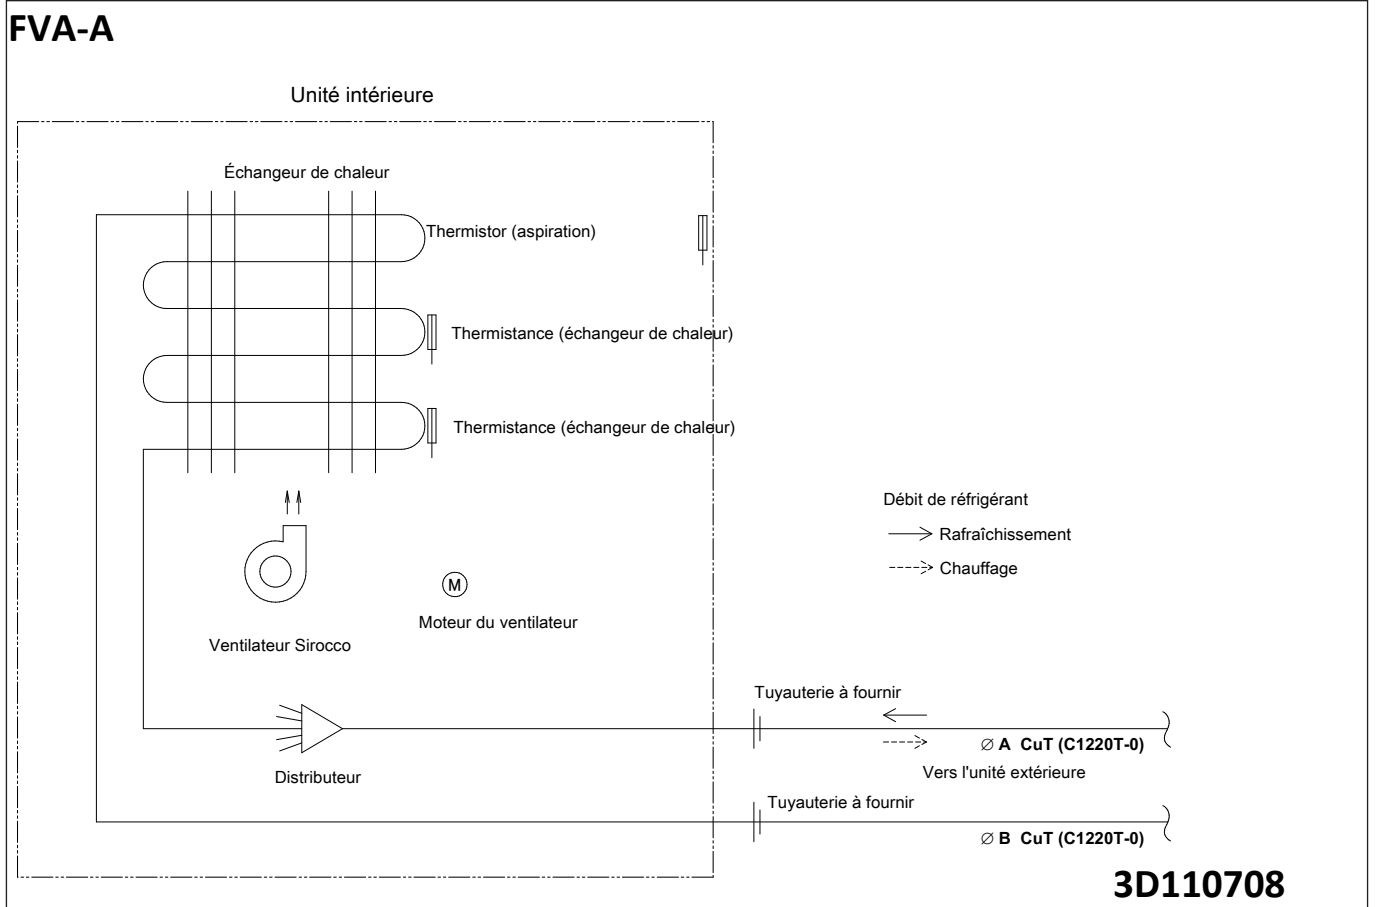 FVA-A
Unité intérieure
Échangeur de chaleur
Thermistor (aspiration)
Thermistance (échangeur de chaleur)
Thermistance (échangeur de chaleur)
Débit de réfrigérant
Rafraîchissement
Chauffage
M
Moteur du ventilateur
Ventilateur Sirocco
Tuyauterie à fournir
∅ A CuT (C1220T-0)
Vers l'unité extérieure
Distributeur
Tuyauterie à fournir
∅ B CuT (C1220T-0)
3D110708